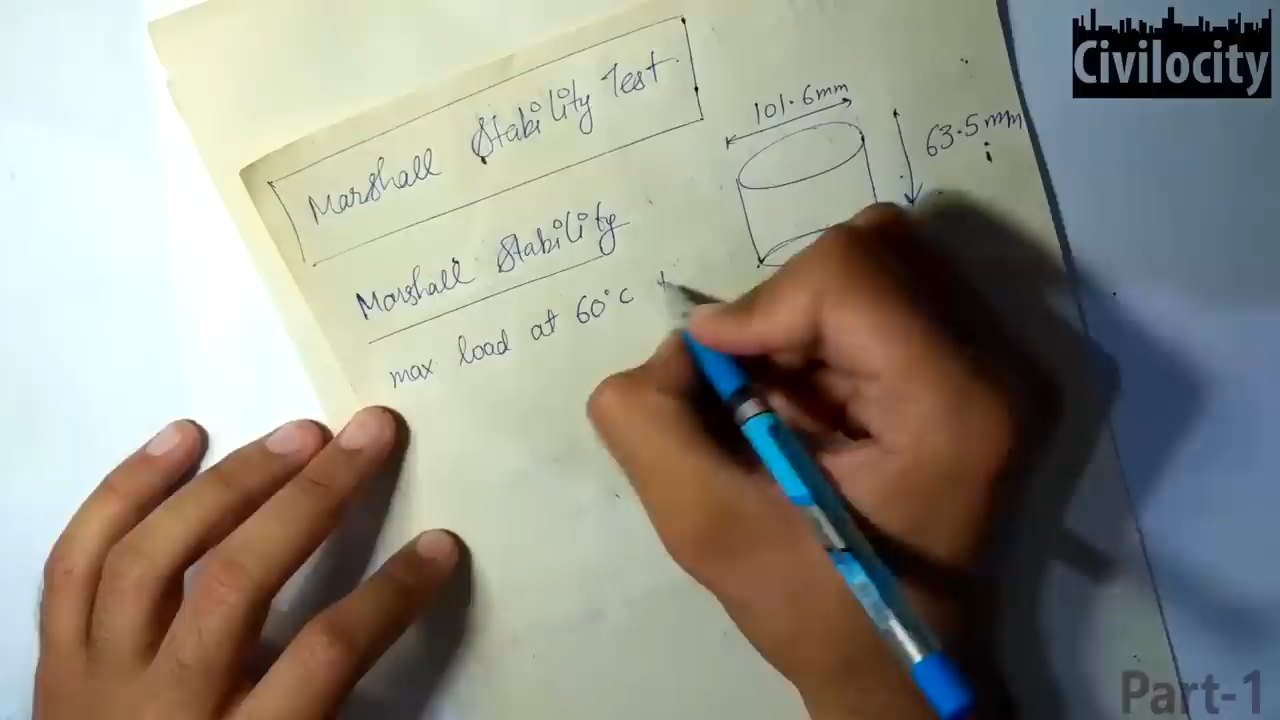 Civilocity
Marshall Stability Test
101.6mm
63.5mm
Marshall Stability
max load at 60°C
Part-1